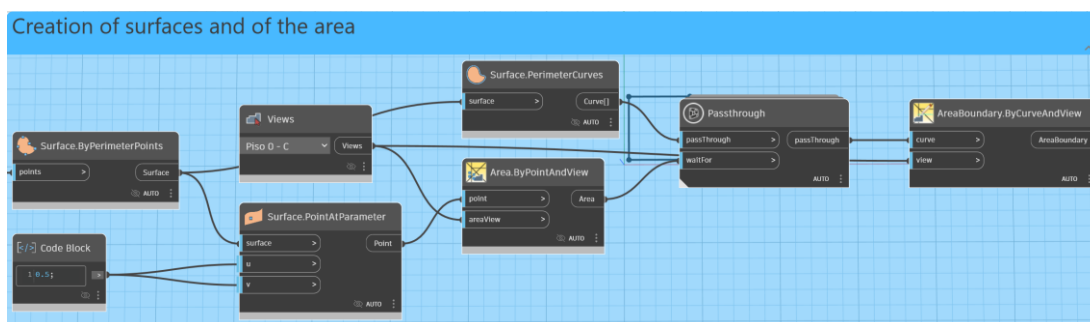 Creation of surfaces and of the area
Surface.ByPerimeterPoints
points >
Surface
AUTO
Code Block
1 0.5;
>
Views
Piso 0 - C
Views
Surface.PointAtParameter
surface >
Point
u >
v >
AUTO
Surface.PerimeterCurves
surface >
Curve[]
AUTO
Area.ByPointAndView
point >
Area
areaView >
AUTO
Passthrough
passThrough >
passThrough
waitFor >
AUTO
AreaBoundary.ByCurveAndView
curve >
AreaBoundary
view >
AUTO